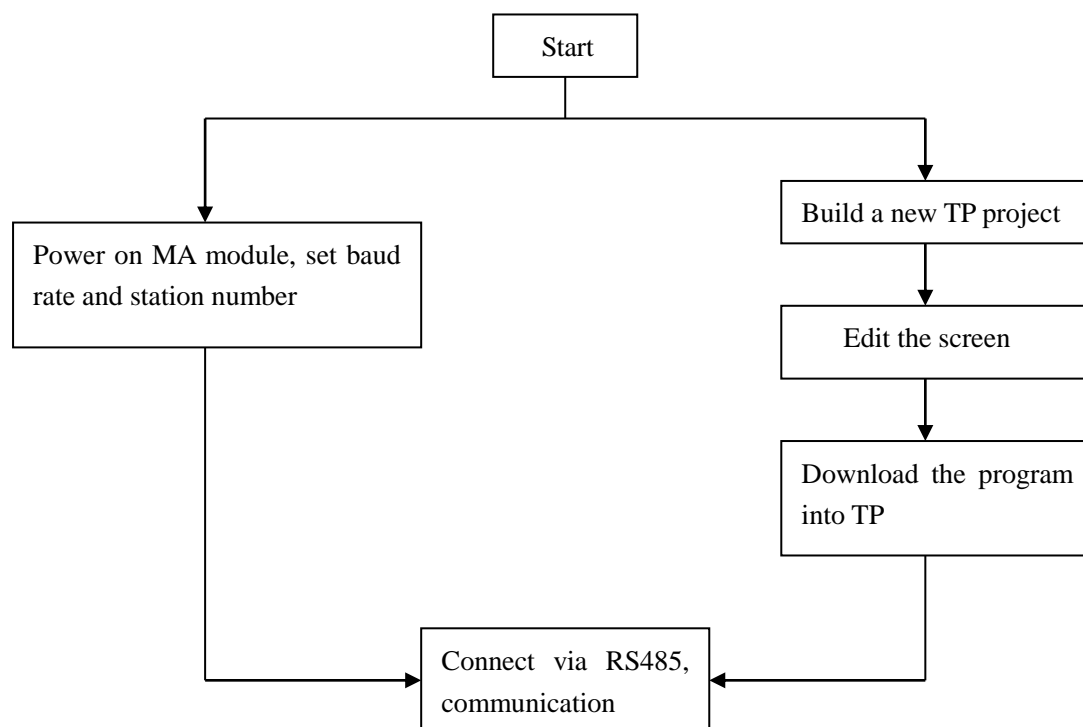 Start
Build a new TP project
Power on MA module, set baud
rate and station number
Edit the screen
Download the program
into TP
Connect via RS485,
communication